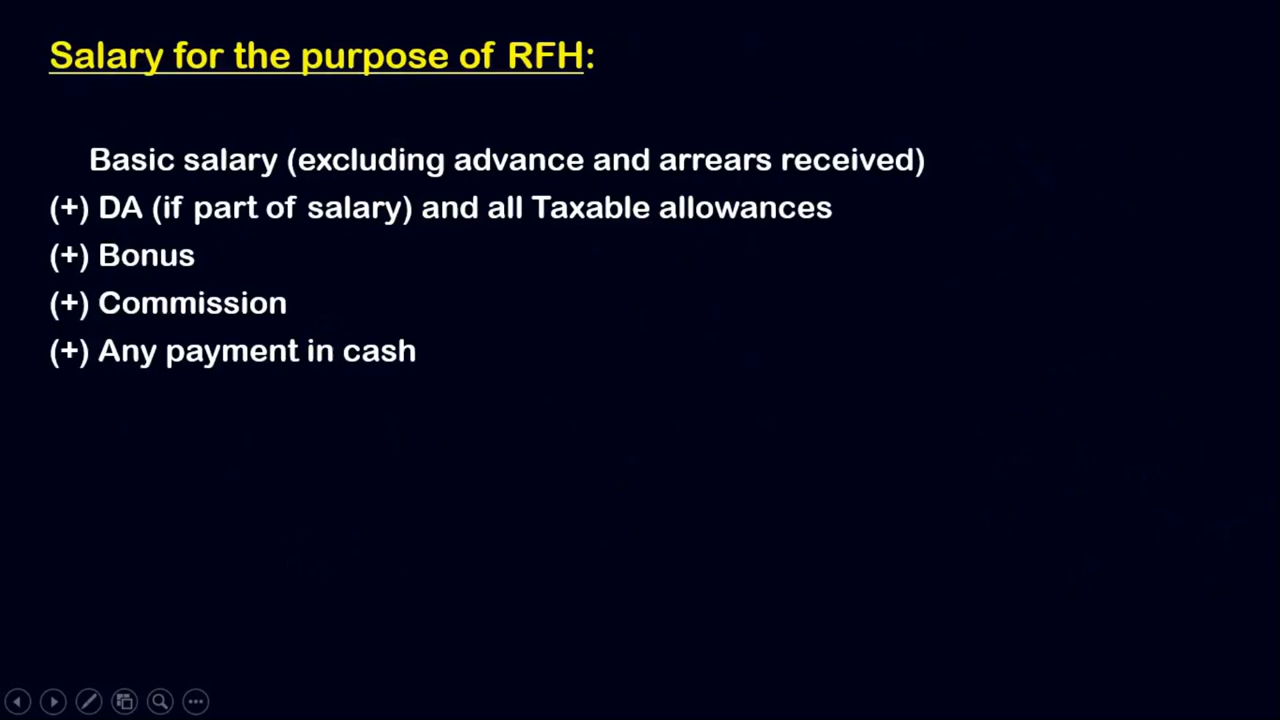 Salary for the purpose of RFH:
Basic salary (excluding advance and arrears received)
(+) DA (if part of salary) and all Taxable allowances
(+) Bonus
(+) Commission
(+) Any payment in cash